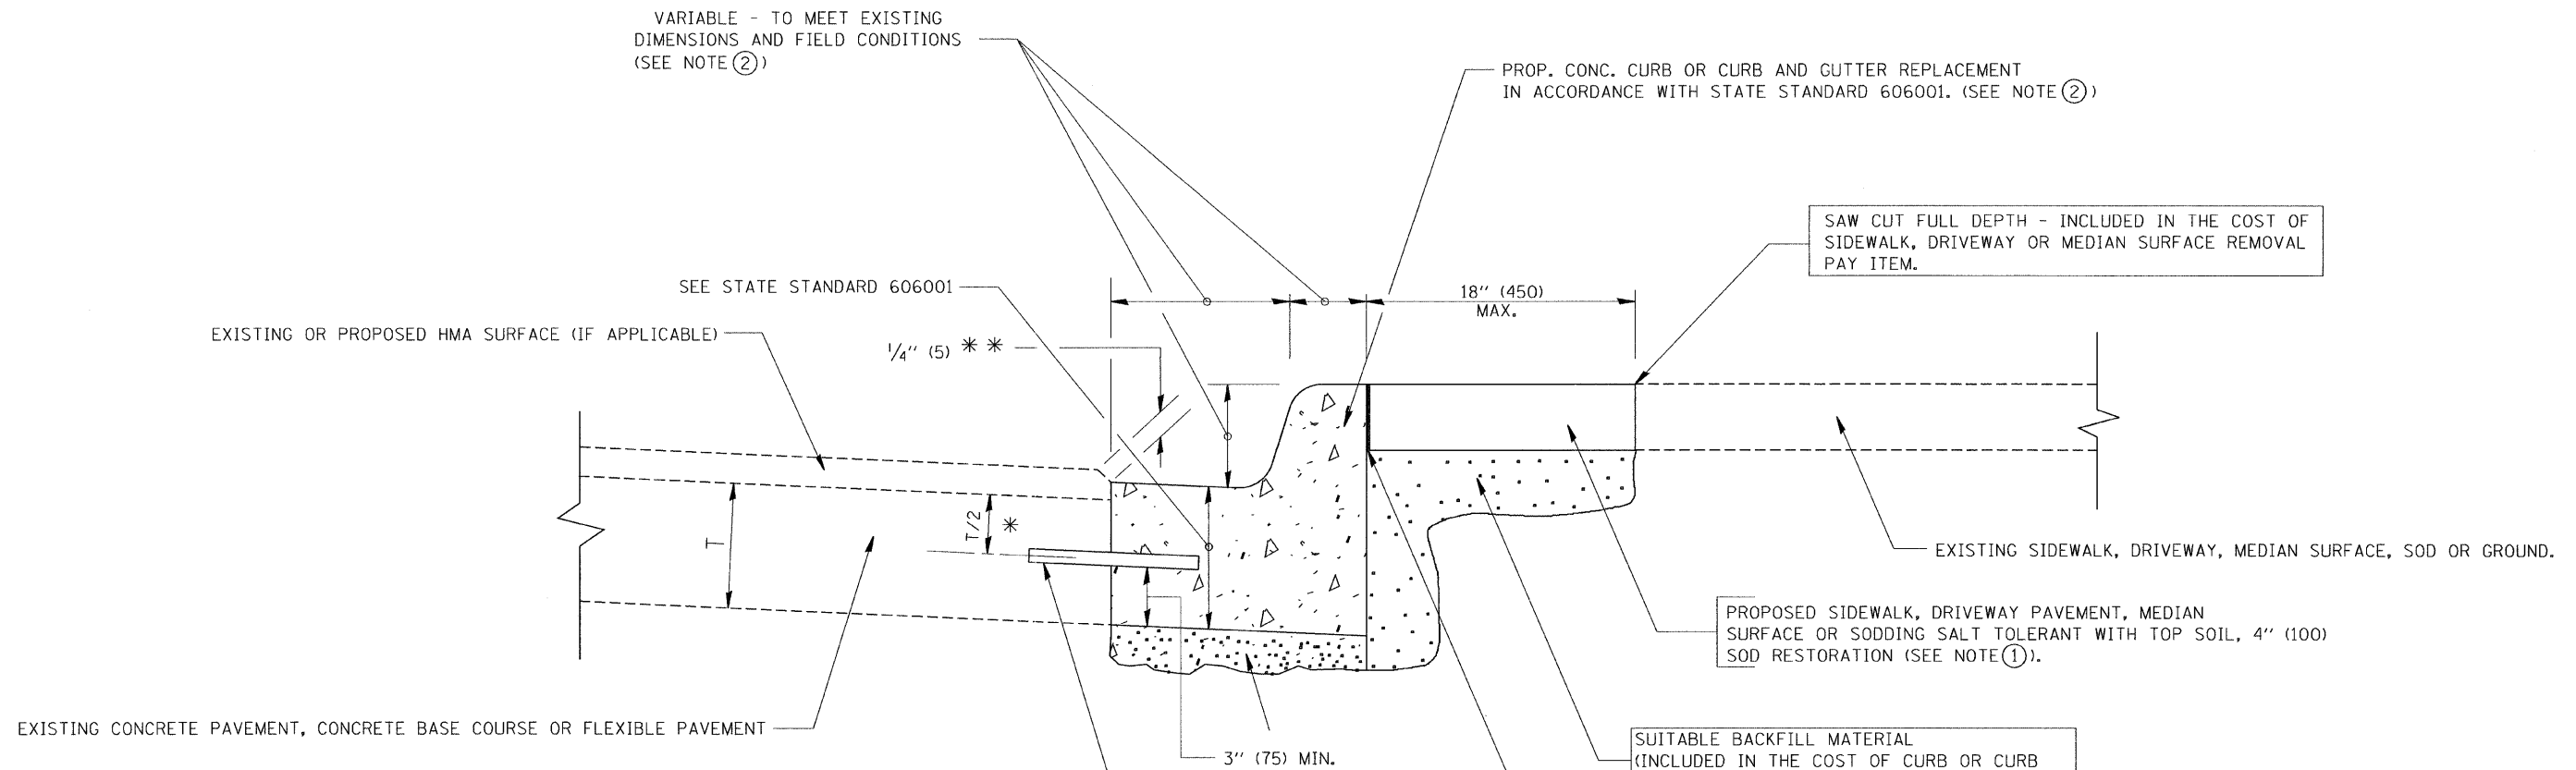 VARIABLE - TO MEET EXISTING
DIMENSIONS AND FIELD CONDITIONS
(SEE NOTE ②)
PROP. CONC. CURB OR CURB AND GUTTER REPLACEMENT
IN ACCORDANCE WITH STATE STANDARD 606001. (SEE NOTE ②)
SAW CUT FULL DEPTH - INCLUDED IN THE COST OF
SIDEWALK, DRIVEWAY OR MEDIAN SURFACE REMOVAL
PAY ITEM.
SEE STATE STANDARD 606001
18'' (450)
MAX.
EXISTING OR PROPOSED HMA SURFACE (IF APPLICABLE)
1/4'' (5) * *
T
T/2 *
EXISTING SIDEWALK, DRIVEWAY, MEDIAN SURFACE, SOD OR GROUND.
PROPOSED SIDEWALK, DRIVEWAY PAVEMENT, MEDIAN
SURFACE OR SODDING SALT TOLERANT WITH TOP SOIL, 4'' (100)
SOD RESTORATION (SEE NOTE ①).
EXISTING CONCRETE PAVEMENT, CONCRETE BASE COURSE OR FLEXIBLE PAVEMENT
3'' (75) MIN.
SUITABLE BACKFILL MATERIAL
(INCLUDED IN THE COST OF CURB OR CURB